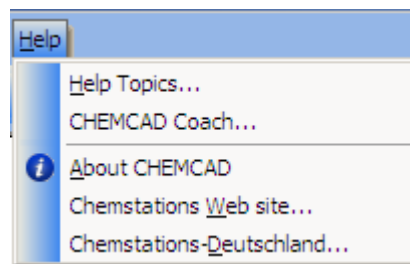 Help
Help Topics...
CHEMCAD Coach...
About CHEMCAD
Chemstations Web site...
Chemstations-Deutschland...